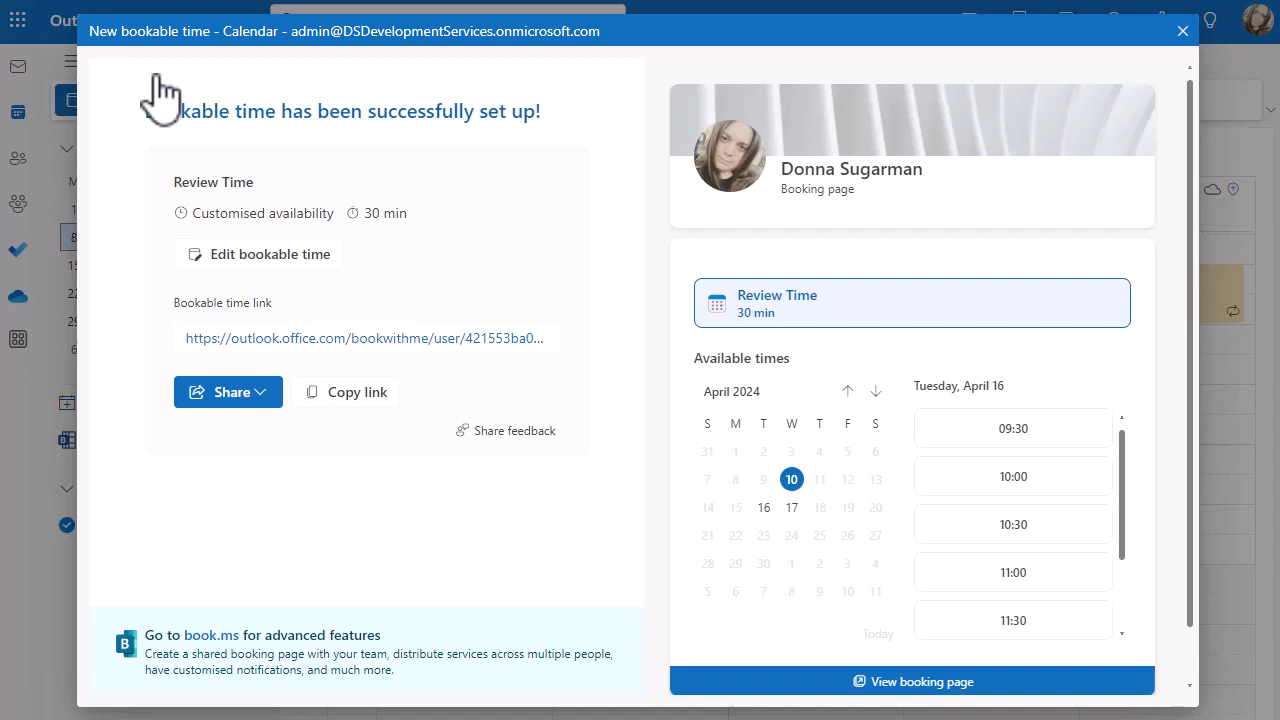 Out
New bookable time - Calendar - admin@DSDevelopmentServices.onmicrosoft.com
kable time has been successfully set up!
Review Time
Customised availability
30 min
Edit bookable time
Bookable time link
https://outlook.office.com/bookwithme/user/421553ba0...
Share
Copy link
Share feedback
Go to book.ms for advanced features
Create a shared booking page with your team, distribute services across multiple people,
have customised notifications, and much more.
Donna Sugarman
Booking page
Review Time
30 min
Available times
April 2024
S M T W T F S
31 1 2 3 4 5 6
7 8 9 10 11 12 13
14 15 16 17 18 19 20
21 22 23 24 25 26 27
28 29 30 1 2 3 4
5 6 7 8 9 10 11
Today
Tuesday, April 16
09:30
10:00
10:30
11:00
11:30
View booking page